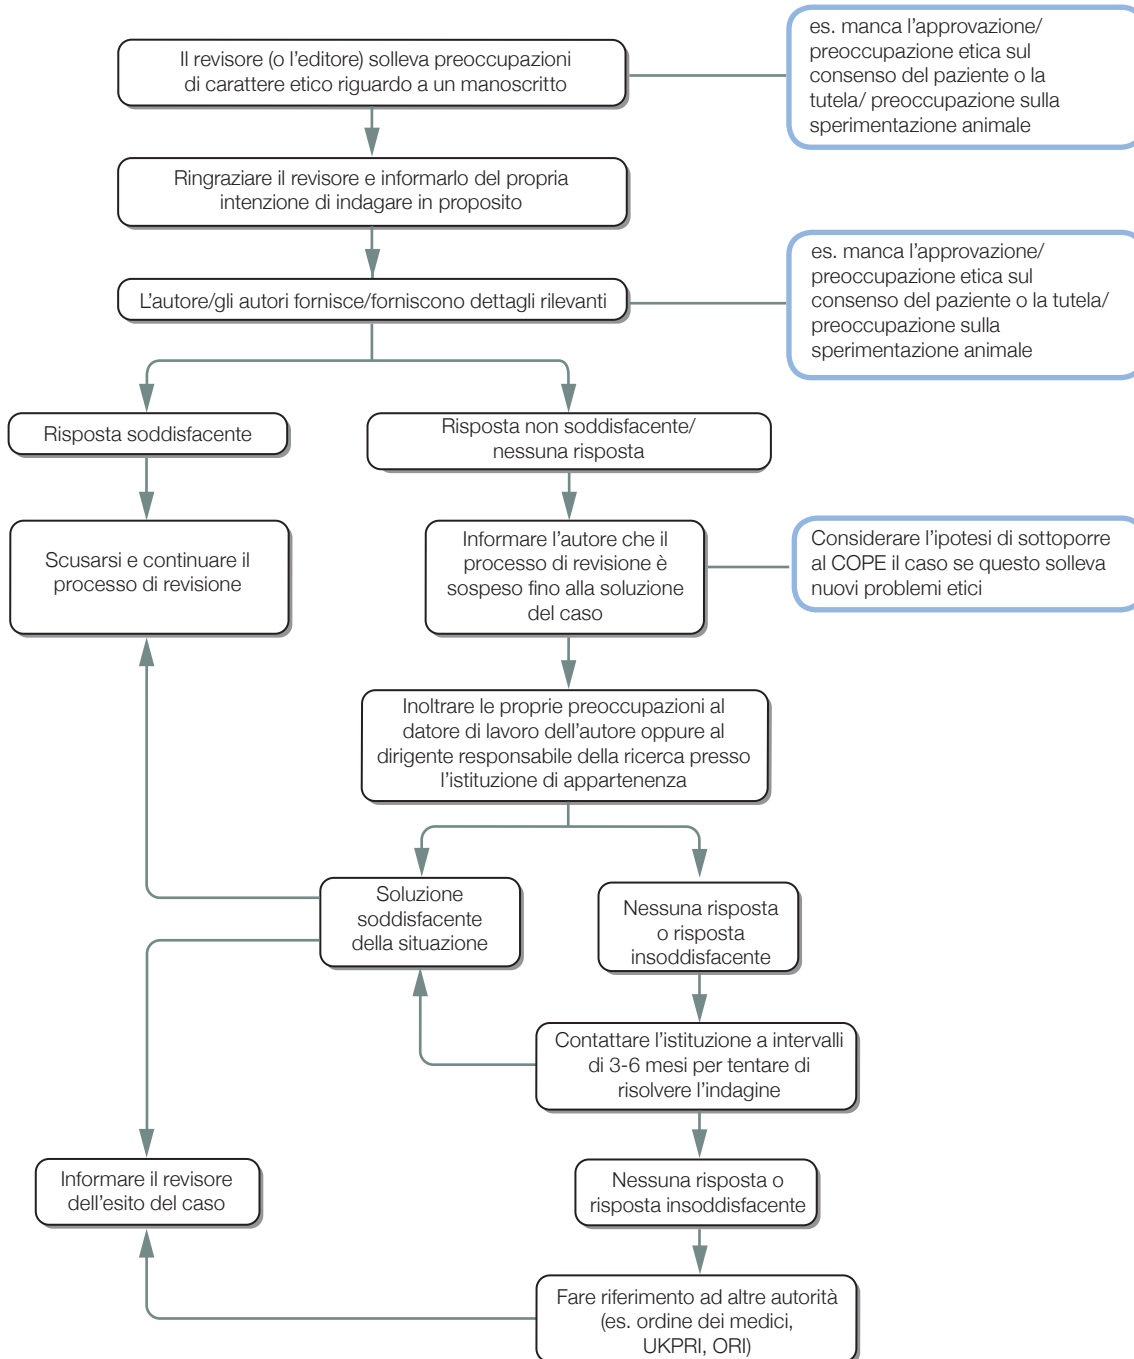 Il revisore (o l'editore) solleva preoccupazioni
di carattere etico riguardo a un manoscritto
es. manca l'approvazione/
preoccupazione etica sul
consenso del paziente o la
tutela/ preoccupazione sulla
sperimentazione animale
Ringraziare il revisore e informarlo del propria
intenzione di indagare in proposito
L'autore/gli autori fornisce/forniscono dettagli rilevanti
es. manca l'approvazione/
preoccupazione etica sul
consenso del paziente o la tutela/
preoccupazione sulla
sperimentazione animale
Risposta soddisfacente
Risposta non soddisfacente/
nessuna risposta
Scusarsi e continuare il
processo di revisione
Informare l'autore che il
processo di revisione è
sospeso fino alla soluzione
del caso
Considerare l'ipotesi di sottoporre
al COPE il caso se questo solleva
nuovi problemi etici
Inoltrare le proprie preoccupazioni al
datore di lavoro dell'autore oppure al
dirigente responsabile della ricerca presso
l'istituzione di appartenenza
Soluzione
soddisfacente
della situazione
Nessuna risposta
o risposta
insoddisfacente
Contattare l'istituzione a intervalli
di 3-6 mesi per tentare di
risolvere l'indagine
Informare il revisore
dell'esito del caso
Nessuna risposta o
risposta insoddisfacente
Fare riferimento ad altre autorità
(es. ordine dei medici,
UKPRI, ORI)